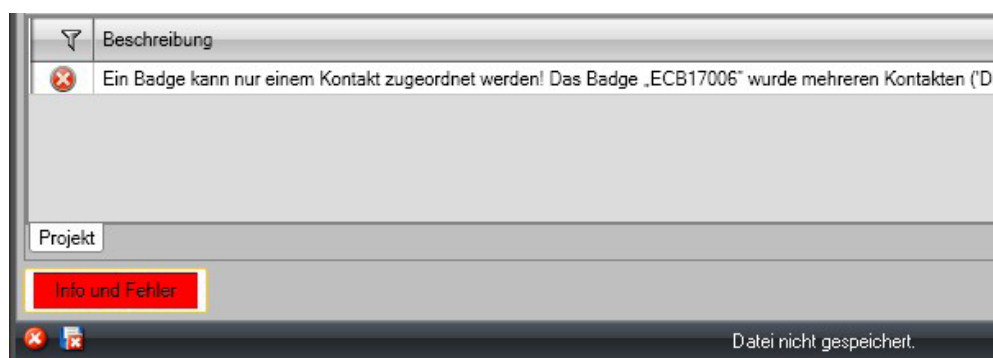 Beschreibung
Ein Badge kann nur einem Kontakt zugeordnet werden! Das Badge „ECB17006“ wurde mehreren Kontakten ('D
Projekt
Info und Fehler
Datei nicht gespeichert.